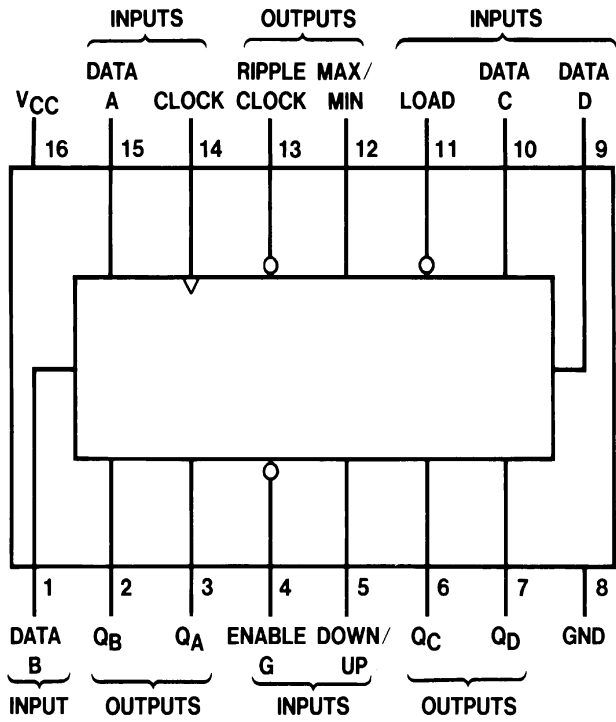 INPUTS OUTPUTS INPUTS
DATA RIPPLE MAX/ DATA DATA
VCC A CLOCK CLOCK MIN LOAD C D
16 15 14 13 12 11 10 9
1 2 3 4 5 6 7 8
DATA QB QA ENABLE DOWN/ QC QD GND
B G UP
INPUT OUTPUTS INPUTS OUTPUTS